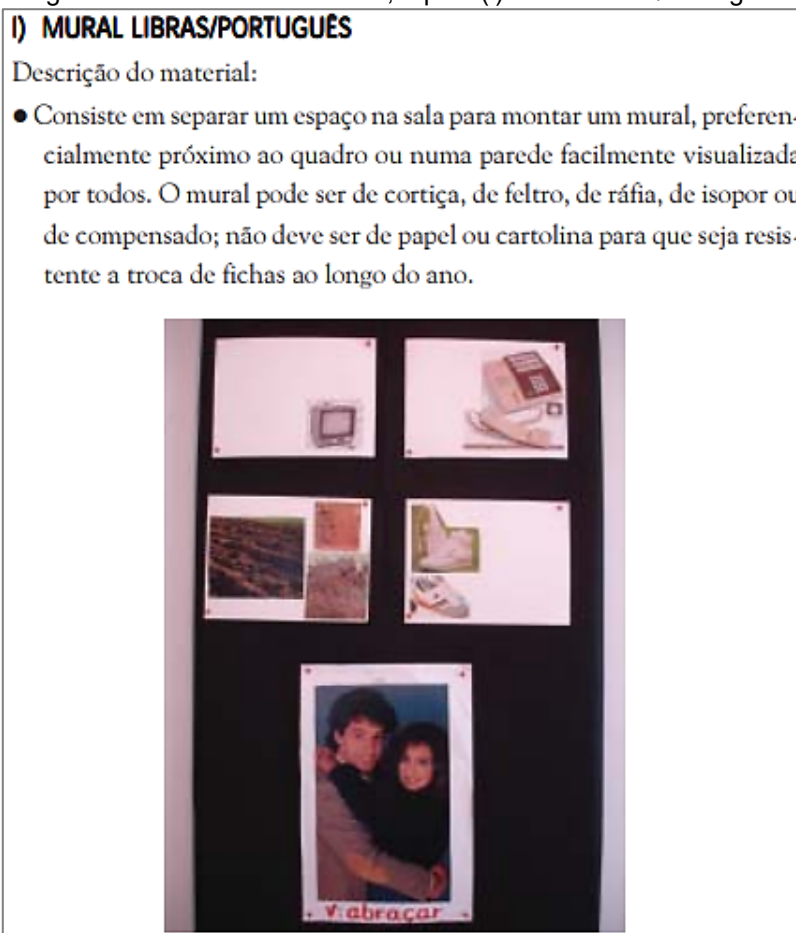 I) MURAL LIBRAS/PORTUGUÊS
Descrição do material:
● Consiste em separar um espaço na sala para montar um mural, preferen-
cialmente próximo ao quadro ou numa parede facilmente visualizada
por todos. O mural pode ser de cortiça, de feltro, de ráfia, de isopor ou
de compensado; não deve ser de papel ou cartolina para que seja resis-
tente a troca de fichas ao longo do ano.
v. abraçar